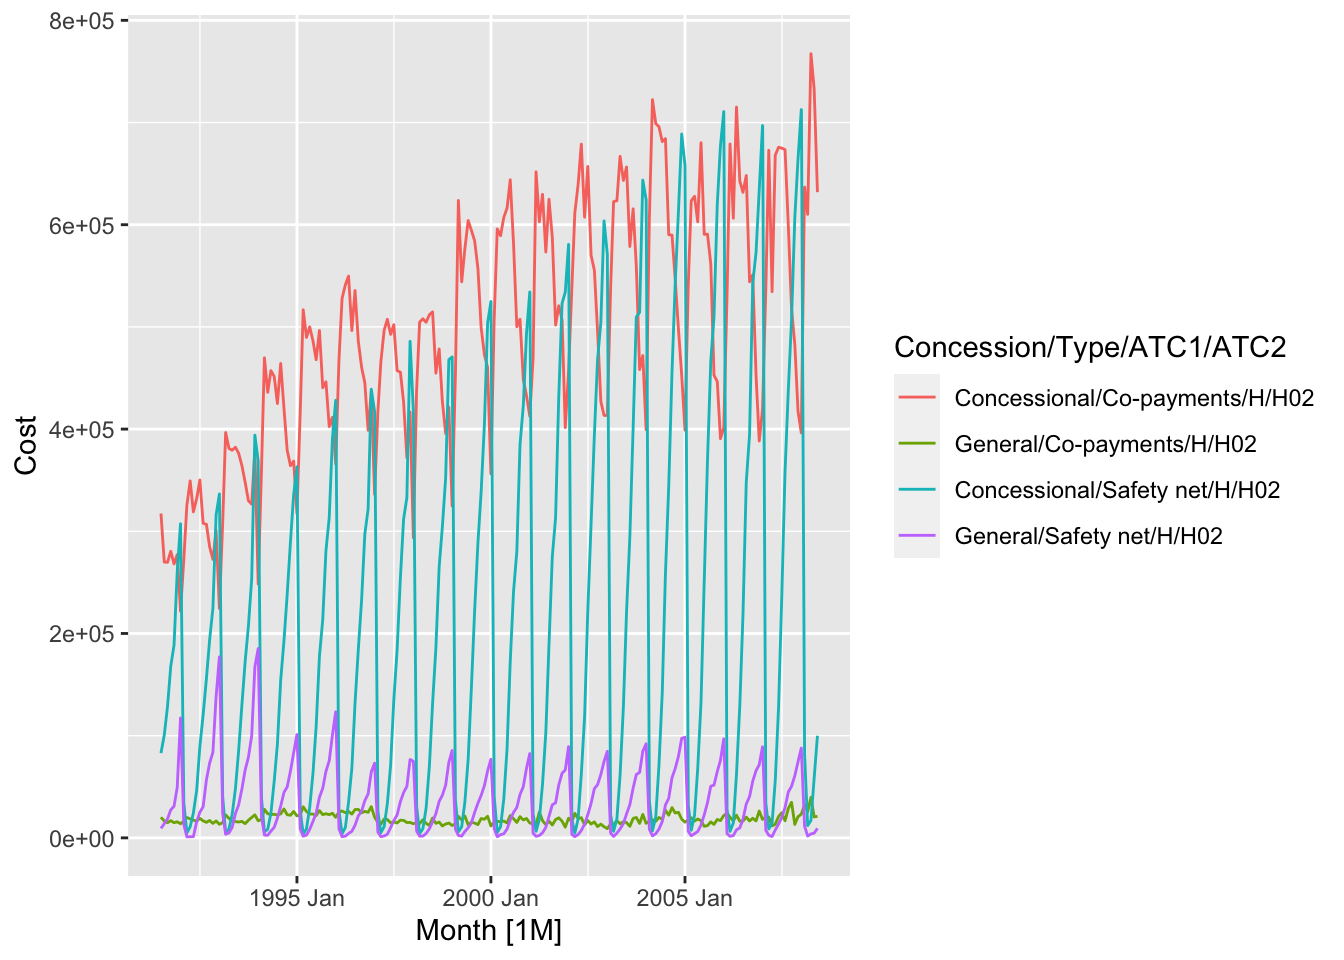 8e+05
6e+05
4e+05
2e+05
0e+00
Cost
1995 Jan
2000 Jan
2005 Jan
Month [1M]
Concession/Type/ATC1/ATC2
Concessional/Co-payments/H/H02
General/Co-payments/H/H02
Concessional/Safety net/H/H02
General/Safety net/H/H02